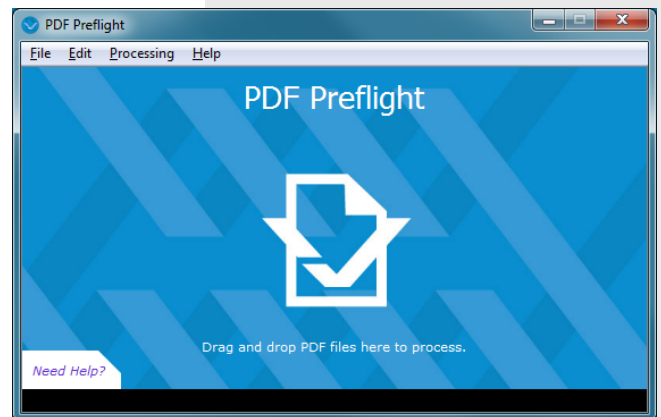 PDF Preflight
File Edit Processing Help
PDF Preflight
Drag and drop PDF files here to process.
Need Help?